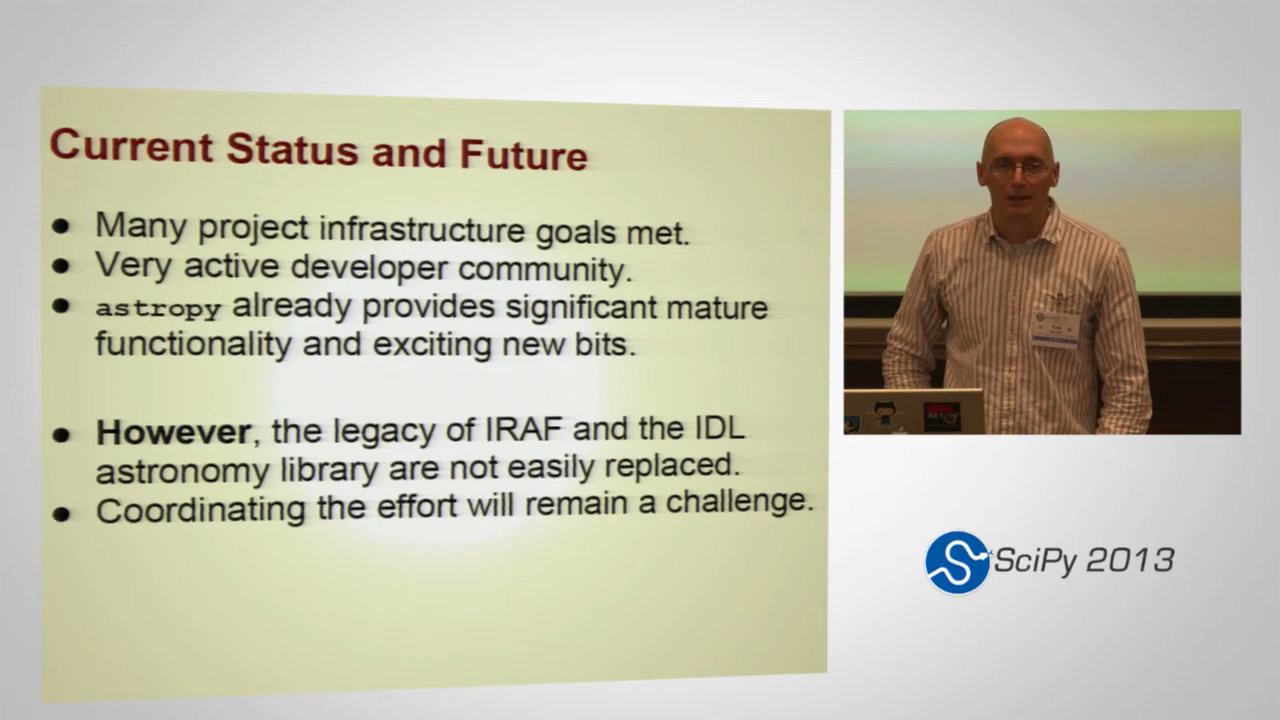 Current Status and Future
● Many project infrastructure goals met.
● Very active developer community.
● astropy already provides significant mature
functionality and exciting new bits.
● However, the legacy of IRAF and the IDL
astronomy library are not easily replaced.
● Coordinating the effort will remain a challenge.
SciPy 2013